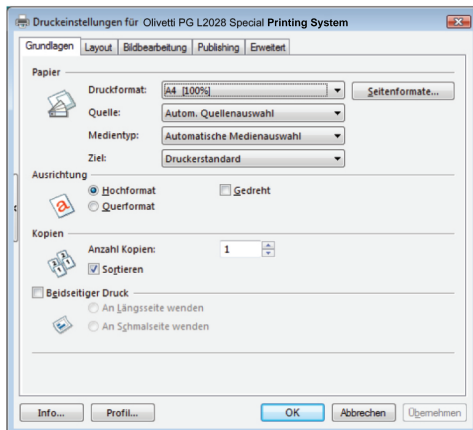 Druckeinstellungen für Olivetti PG L2028 Special Printing System
Grundlagen Layout Bildbearbeitung Publishing Erweitert
Papier
Druckformat: A4 [100%] Seitenformate...
Quelle: Autom. Quellenauswahl
Medientyp: Automatische Medienauswahl
Ziel: Druckerstandard
Ausrichtung
Hochformat Gedreht
Querformat
a
Kopien
Anzahl Kopien: 1
Sortieren
Beidseitiger Druck
An Längsseite wenden
An Schmalseite wenden
Info... Profil... OK Abbrechen Übernehmen